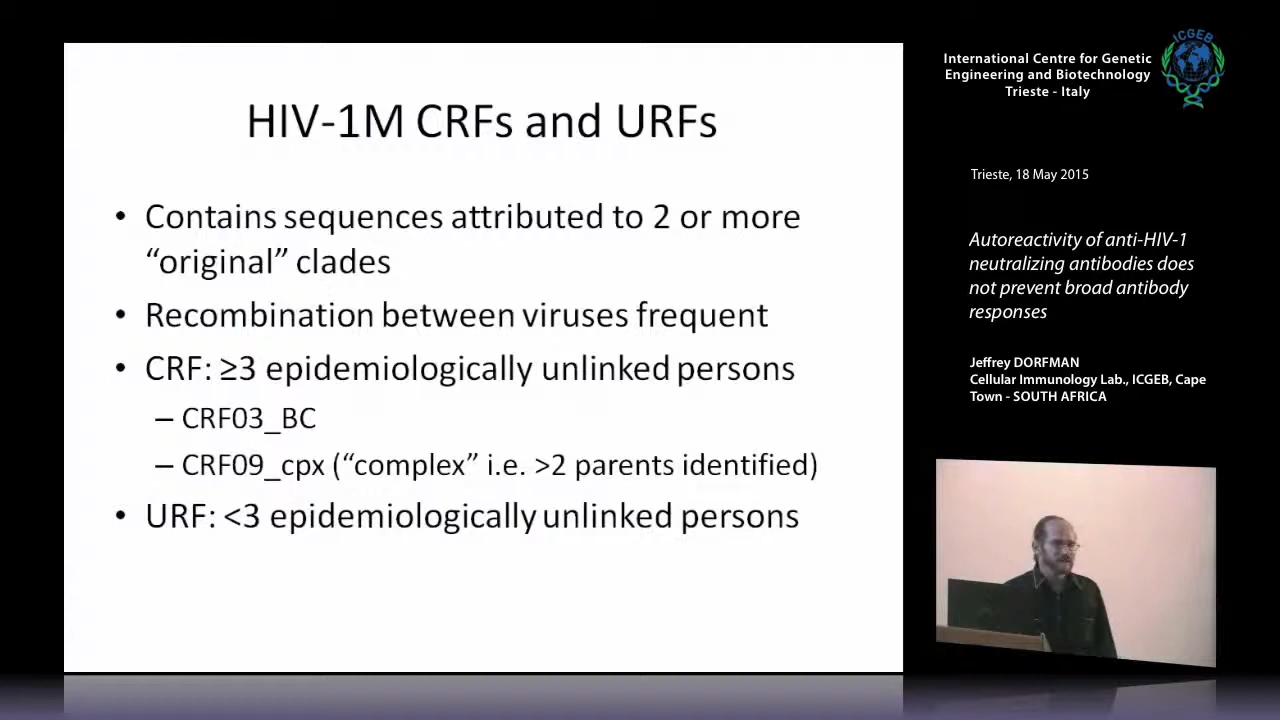 HIV-1M CRFs and URFs
• Contains sequences attributed to 2 or more
“original” clades
• Recombination between viruses frequent
• CRF: ≥3 epidemiologically unlinked persons
– CRF03_BC
– CRF09_cpx (“complex” i.e. >2 parents identified)
• URF: <3 epidemiologically unlinked persons
International Centre for Genetic
Engineering and Biotechnology
Trieste - Italy
ICGEB
Trieste, 18 May 2015
Autoreactivity of anti-HIV-1
neutralizing antibodies does
not prevent broad antibody
responses
Jeffrey DORFMAN
Cellular Immunology Lab., ICGEB, Cape
Town - SOUTH AFRICA